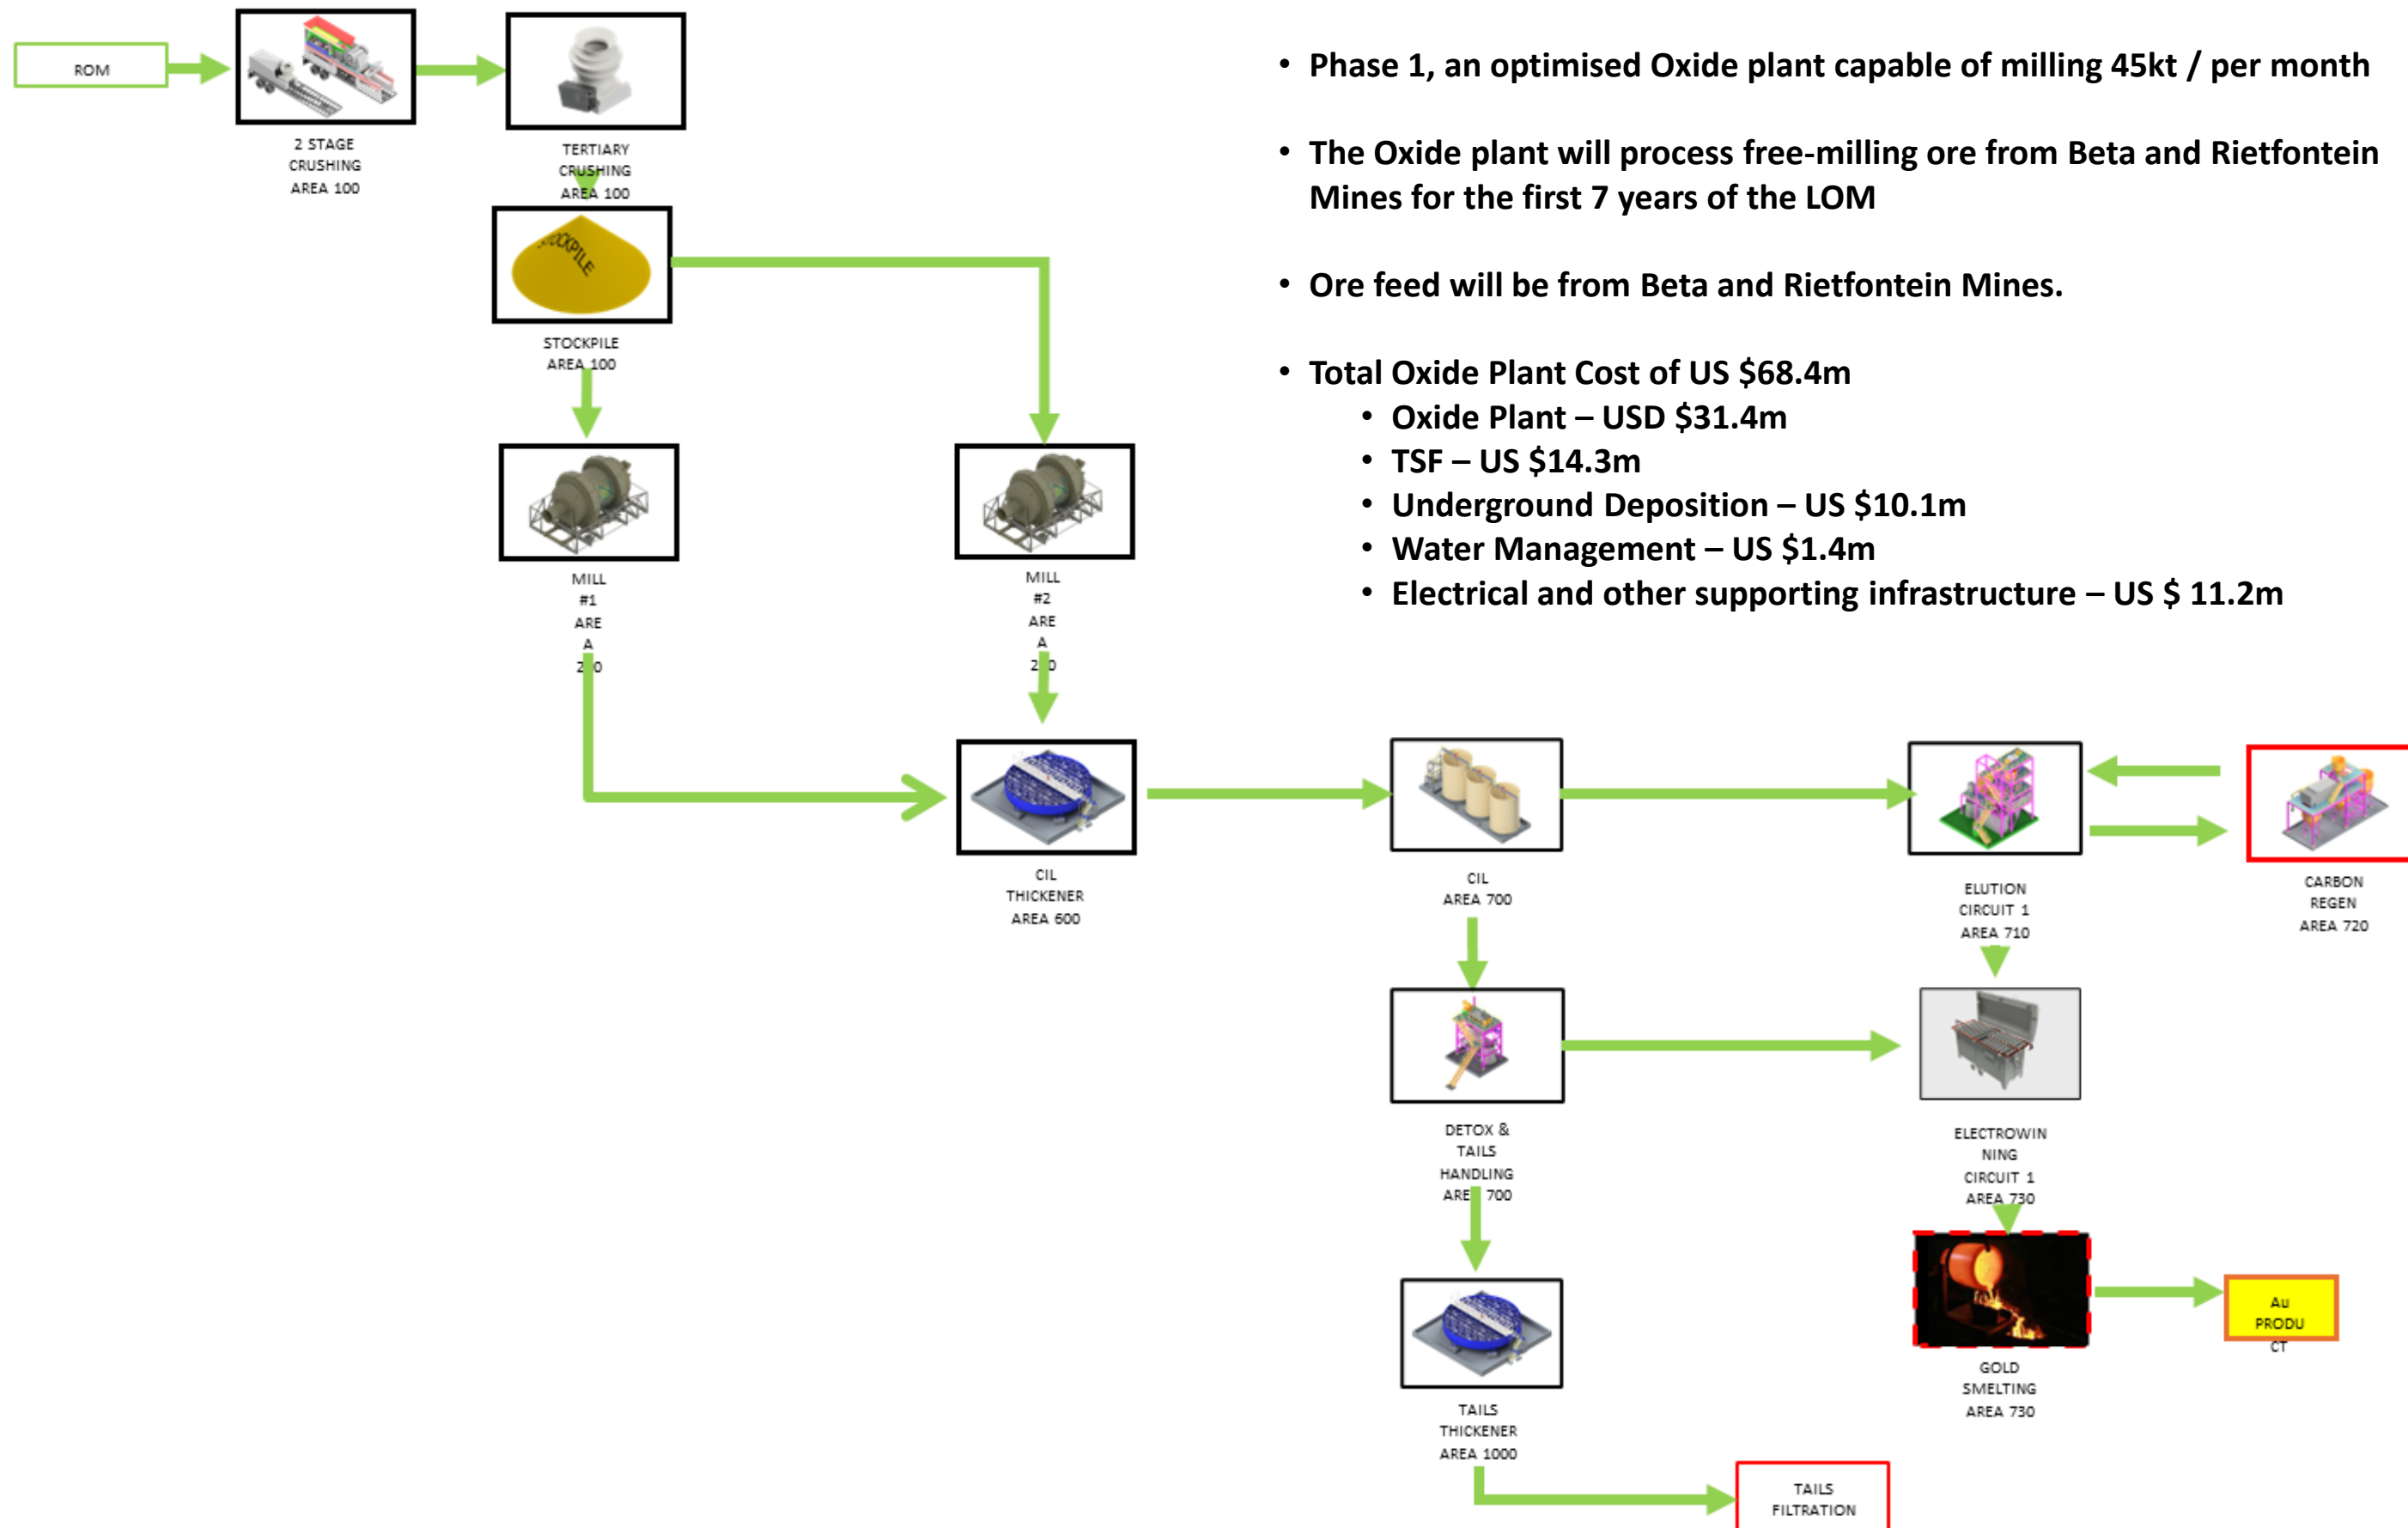 ROM
2 STAGE
CRUSHING
AREA 100
TERTIARY
CRUSHING
AREA 100
STOCKPILE
STOCKPILE
AREA 100
MILL
#1
ARE
A
200
MILL
#2
ARE
A
200
• Phase 1, an optimised Oxide plant capable of milling 45kt / per month
• The Oxide plant will process free-milling ore from Beta and Rietfontein
Mines for the first 7 years of the LOM
• Ore feed will be from Beta and Rietfontein Mines.
• Total Oxide Plant Cost of US $68.4m
• Oxide Plant – USD $31.4m
• TSF – US $14.3m
• Underground Deposition – US $10.1m
• Water Management – US $1.4m
• Electrical and other supporting infrastructure – US $ 11.2m
CIL
THICKENER
AREA 600
CIL
AREA 700
ELUTION
CIRCUIT 1
AREA 710
CARBON
REGEN
AREA 720
DETOX &
TAILS
HANDLING
AREA 700
ELECTROWIN
NING
CIRCUIT 1
AREA 730
TAILS
THICKENER
AREA 1000
GOLD
SMELTING
AREA 730
Au
PRODU
CT
TAILS
FILTRATION